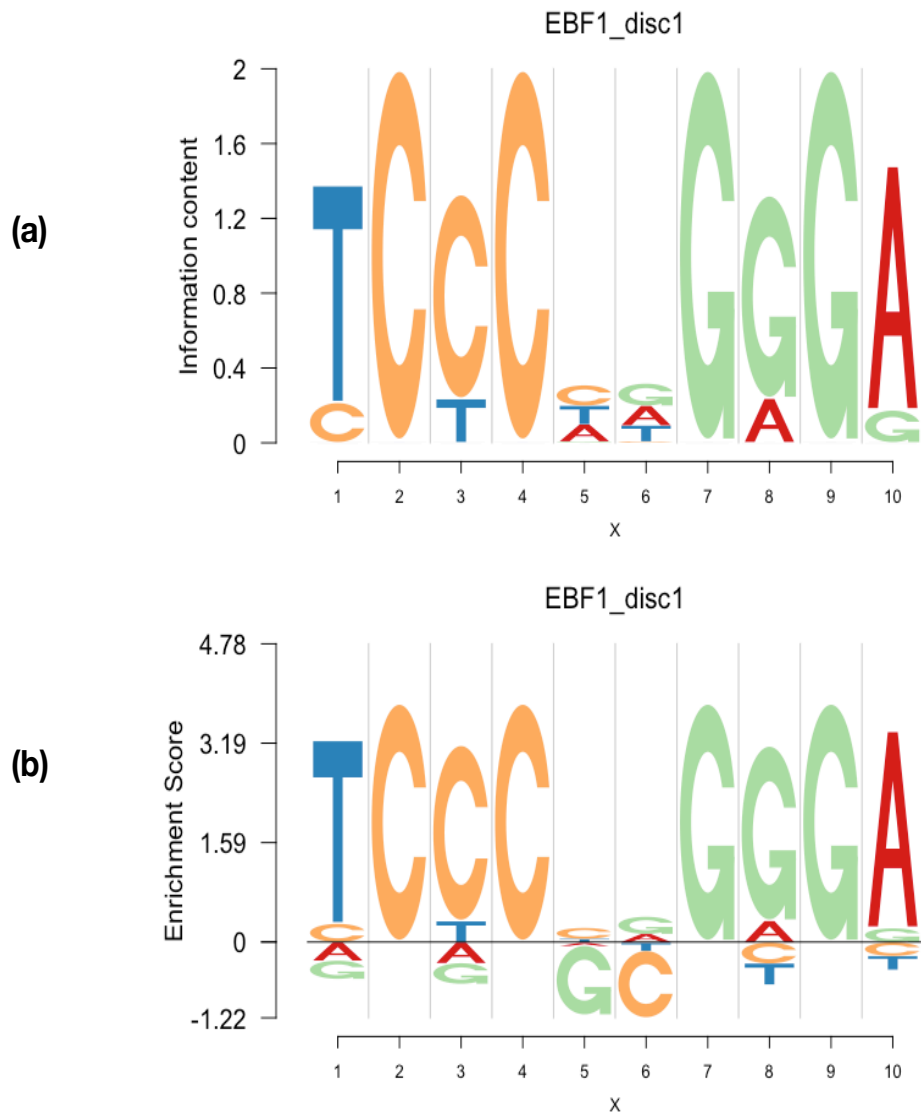 EBF1_disc1
(a)
Information content
2
1.6
1.2
0.8
0.4
0
T C C C C G G G G A
C T T A A G
A T
1 2 3 4 5 6 7 8 9 10
X
EBF1_disc1
(b)
Enrichment Score
4.78
3.19
1.59
0
-1.22
T C C C C G G G G A
C T A A G
A A G C C C
G G T T
1 2 3 4 5 6 7 8 9 10
X